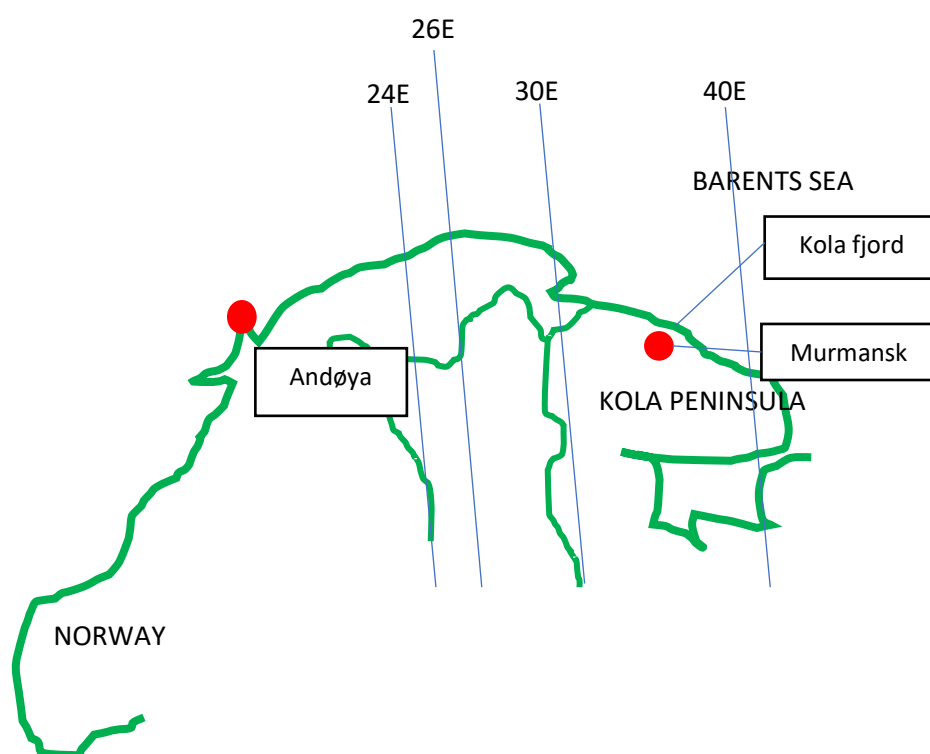 26E
24E
30E
40E
BARENTS SEA
Kola fjord
Murmansk
Andøya
KOLA PENINSULA
NORWAY